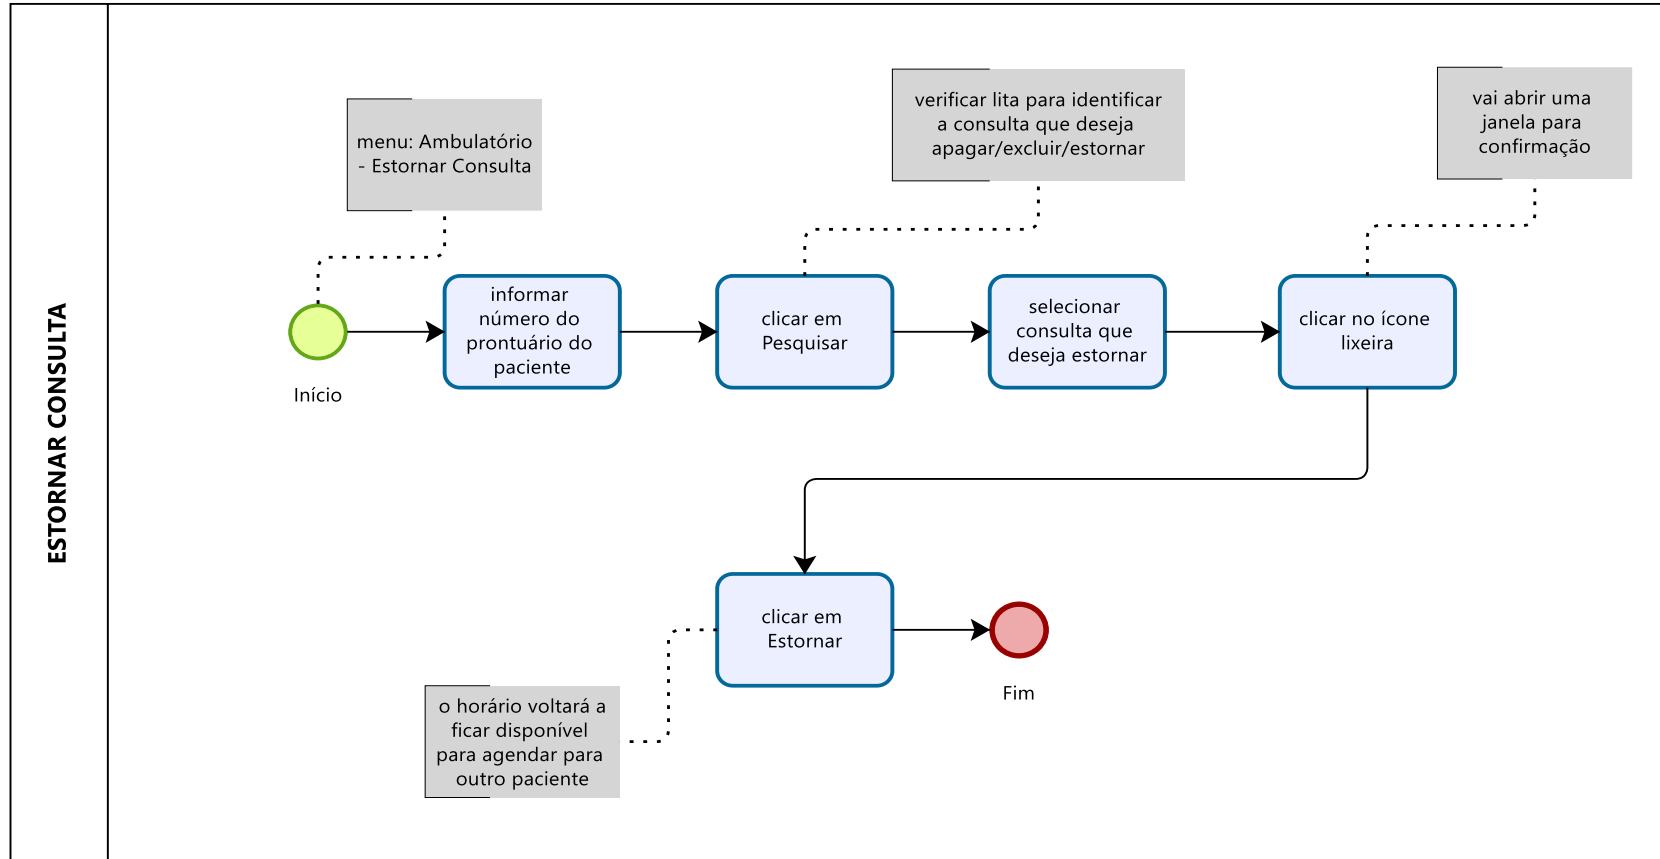 ESTORNAR CONSULTA
menu: Ambulatório
- Estornar Consulta
verificar lita para identificar
a consulta que deseja
apagar/excluir/estornar
vai abrir uma
janela para
confirmação
Início
informar
número do
prontuário do
paciente
clicar em
Pesquisar
selecionar
consulta que
deseja estornar
clicar no ícone
lixeira
clicar em
Estornar
Fim
o horário voltará a
ficar disponível
para agendar para
outro paciente